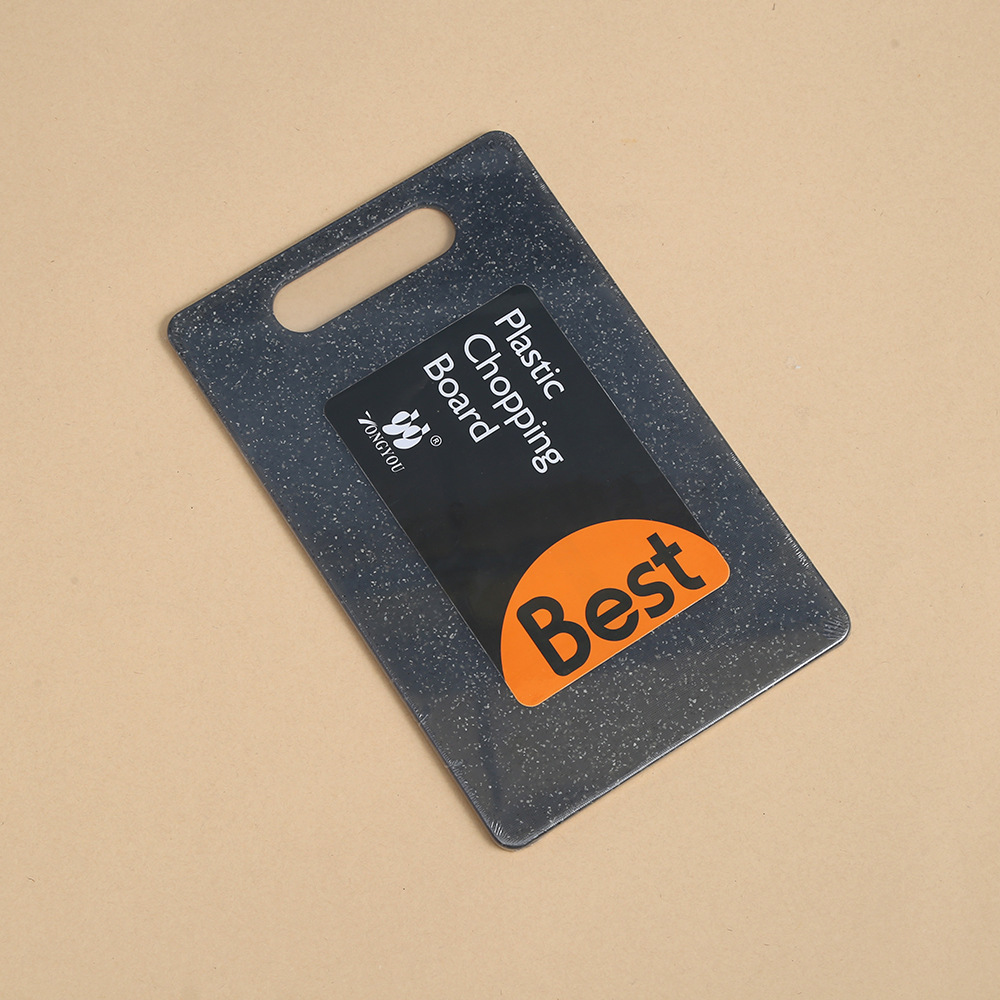 Plastic
Chopping
Board
®
ZONGYOU
Best